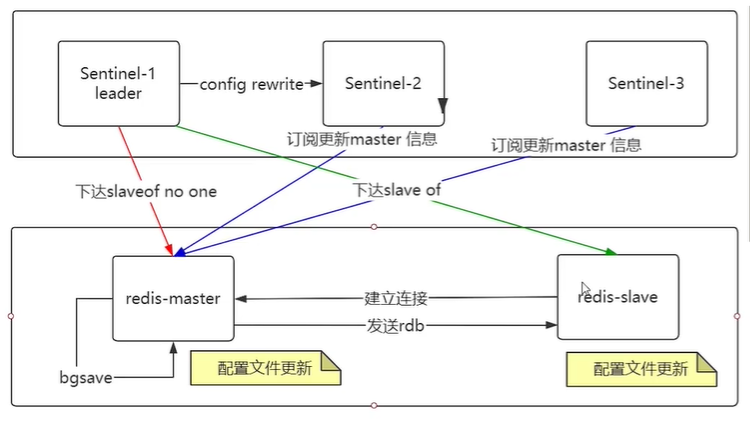 Sentinel-1
leader
config rewrite
Sentinel-2
Sentinel-3
订阅更新master 信息
订阅更新master 信息
下达slaveof no one
下达slave of
redis-master
建立连接
redis-slave
发送rdb
bgsave
配置文件更新
配置文件更新